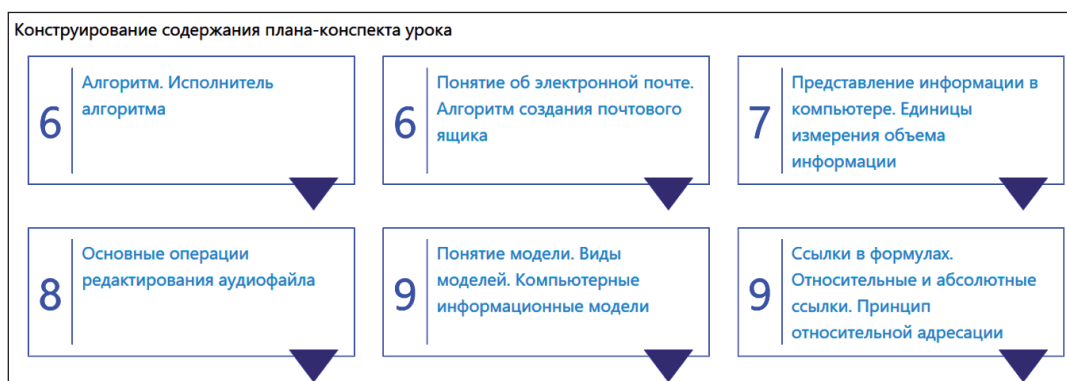 Конструирование содержания плана-конспекта урока
6
Алгоритм. Исполнитель
алгоритма
6
Понятие об электронной почте.
Алгоритм создания почтового
ящика
7
Представление информации в
компьютере. Единицы
измерения объема
информации
8
Основные операции
редактирования аудиофайла
9
Понятие модели. Виды
моделей. Компьютерные
информационные модели
9
Ссылки в формулах.
Относительные и абсолютные
ссылки. Принцип
относительной адресации